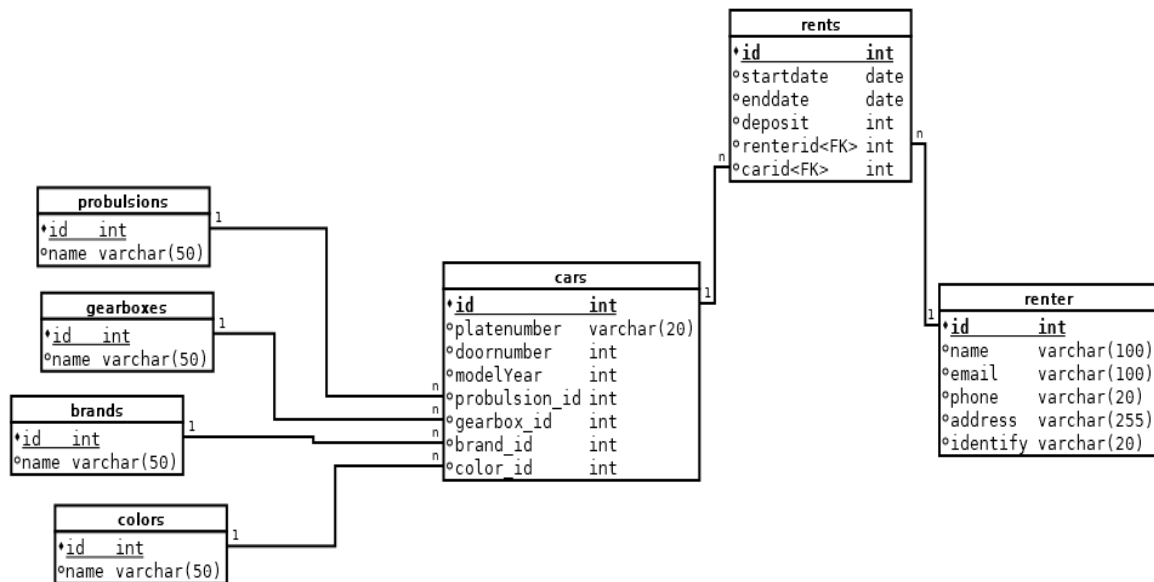 rents
id int
startdate date
enddate date
deposit int
renterid<FK> int
carid<FK> int
n
n
probulsions
id int
name varchar(50)
1
gearboxes
id int
name varchar(50)
1
brands
id int
name varchar(50)
1
colors
id int
name varchar(50)
1
cars
id int
platenumber varchar(20)
doornumber int
modelYear int
probulsion_id int
gearbox_id int
brand_id int
color_id int
1
n
n
n
n
renter
id int
name varchar(100)
email varchar(100)
phone varchar(20)
address varchar(255)
identify varchar(20)
1